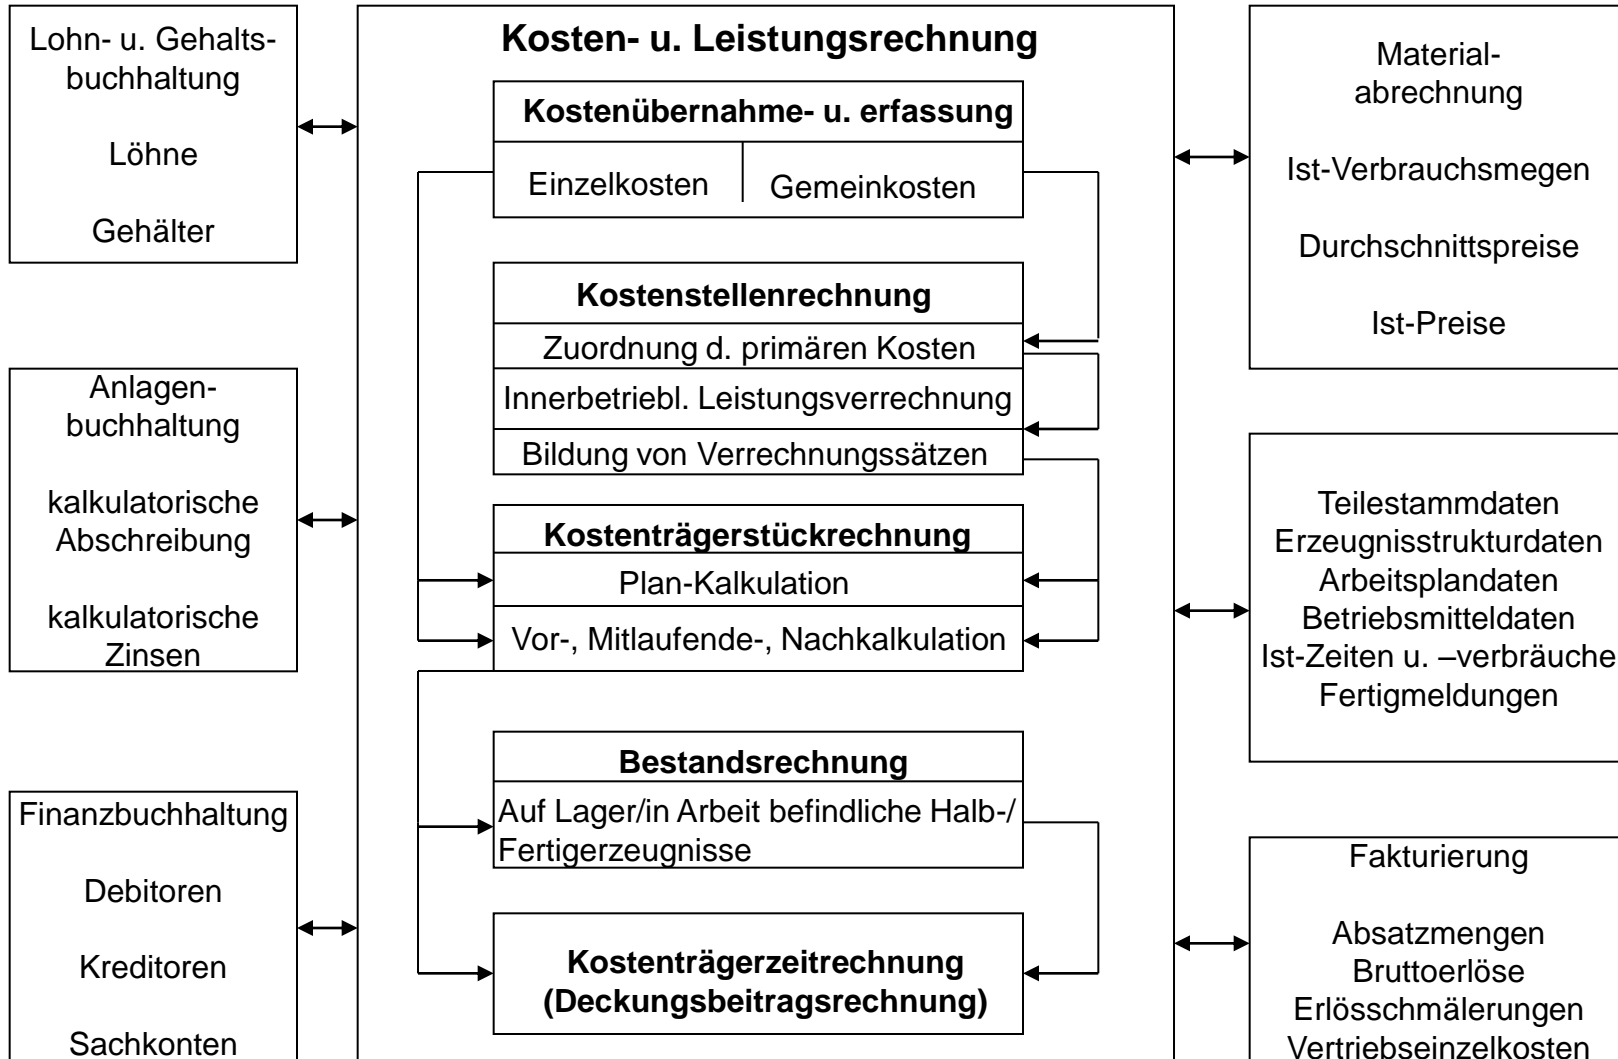 Lohn- u. Gehalts-
buchhaltung
Löhne
Gehälter
Anlagen-
buchhaltung
kalkulatorische
Abschreibung
kalkulatorische
Zinsen
Finanzbuchhaltung
Debitoren
Kreditoren
Sachkonten
Kosten- u. Leistungsrechnung
Kostenübernahme- u. erfassung
Einzelkosten
Gemeinkosten
Kostenstellenrechnung
Zuordnung d. primären Kosten
Innerbetriebl. Leistungsverrechnung
Bildung von Verrechnungssätzen
Kostenträgerstückrechnung
Plan-Kalkulation
Vor-, Mitlaufende-, Nachkalkulation
Bestandsrechnung
Auf Lager/in Arbeit befindliche Halb-/
Fertigerzeugnisse
Kostenträgerzeitrechnung
(Deckungsbeitragsrechnung)
Material-
abrechnung
Ist-Verbrauchsmegen
Durchschnittspreise
Ist-Preise
Teilestammdaten
Erzeugnisstrukturdaten
Arbeitsplandaten
Betriebsmitteldaten
Ist-Zeiten u. –verbräuche
Fertigmeldungen
Fakturierung
Absatzmengen
Bruttoerlöse
Erlösschmälerungen
Vertriebseinzelkosten